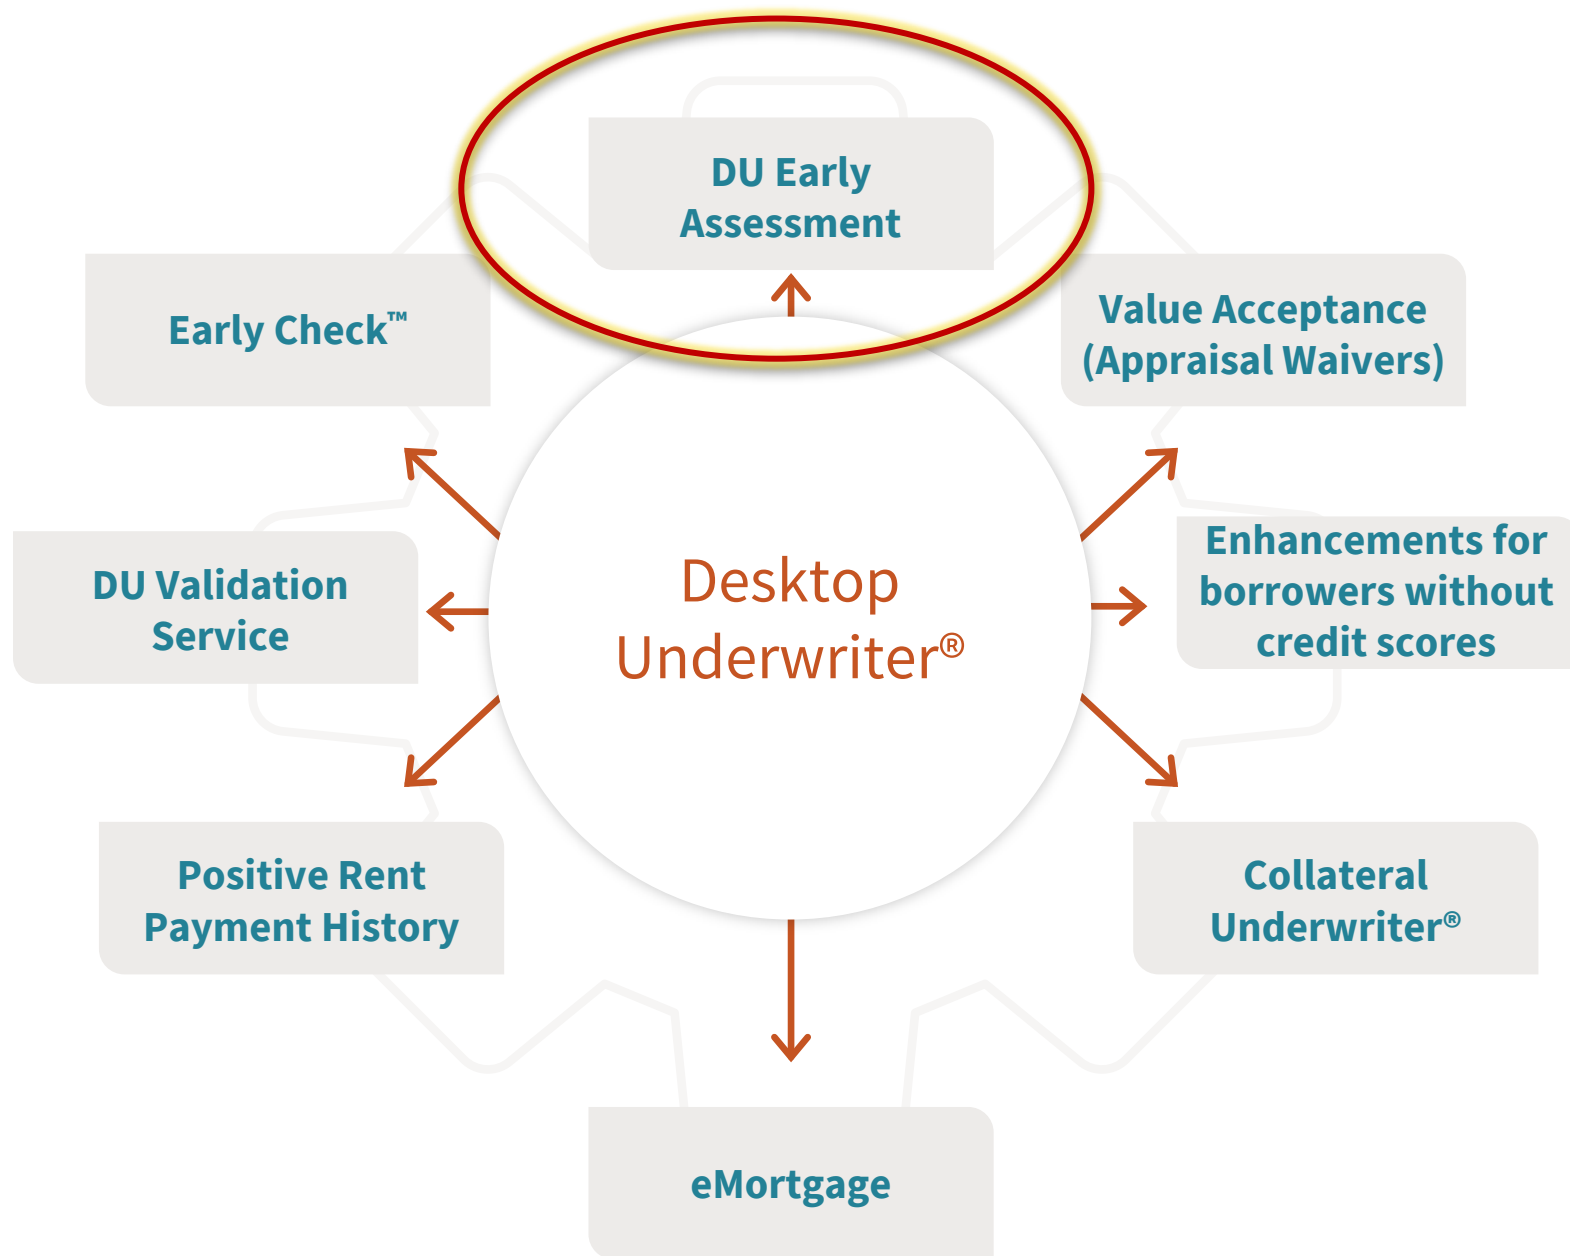 DU Early
Assessment
Early Check™
Value Acceptance
(Appraisal Waivers)
DU Validation
Service
Desktop
Underwriter®
Enhancements for
borrowers without
credit scores
Positive Rent
Payment History
Collateral
Underwriter®
eMortgage